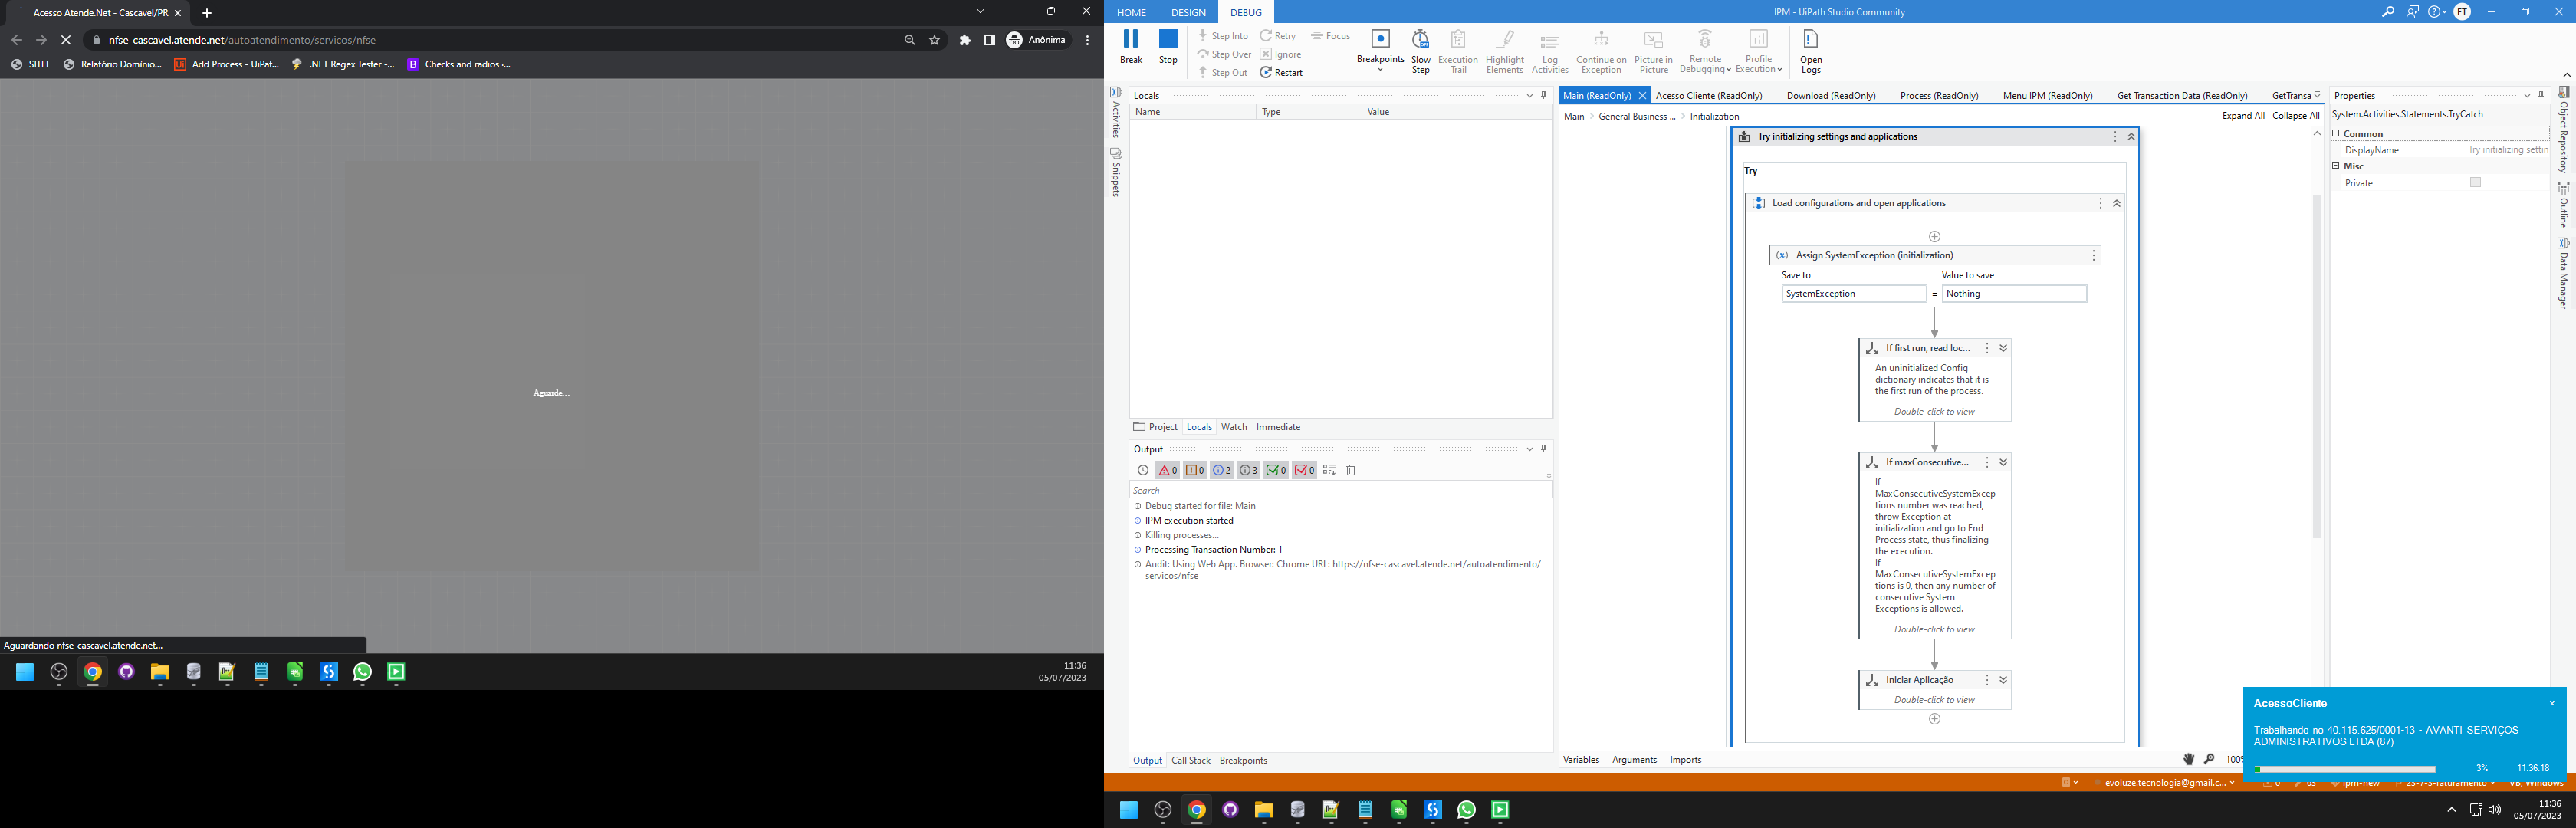 Acesso Atende.Net - Cascavel/PR
nfse-cascavel.atende.net/autoatendimento/servicos/nfse
Anônima
SITEF
Relatório Domínio...
Add Process - UiPat...
.NET Regex Tester -...
Checks and radios -...
Aguarde...
Aguardando nfse-cascavel.atende.net...
11:36
05/07/2023
HOME
DESIGN
DEBUG
IPM - UiPath Studio Community
ET
Break
Stop
Step Into
Step Over
Step Out
Retry
Ignore
Restart
Focus
Breakpoints
Slow
Step
Execution
Trail
Highlight
Elements
Log
Activities
Continue on
Exception
Picture in
Picture
Remote
Debugging
Profile
Execution
Open
Logs
Activities
Snippets
Locals
Name
Type
Value
Project
Locals
Watch
Immediate
Output
0
0
2
3
0
0
Search
Debug started for file: Main
IPM execution started
Killing processes...
Processing Transaction Number: 1
Audit: Using Web App. Browser: Chrome URL: https://nfse-cascavel.atende.net/autoatendimento/
servicos/nfse
Output
Call Stack
Breakpoints
Main (ReadOnly)
Acesso Cliente (ReadOnly)
Download (ReadOnly)
Process (ReadOnly)
Menu IPM (ReadOnly)
Get Transaction Data (ReadOnly)
GetTransa
Main > General Business ... > Initialization
Expand All
Collapse All
Try initializing settings and applications
Try
Load configurations and open applications
Assign SystemException (initialization)
Save to
Value to save
SystemException
=
Nothing
If first run, read loc...
An uninitialized Config
dictionary indicates that it is
the first run of the process.
Double-click to view
If maxConsecutive...
If
MaxConsecutiveSystemExcep
tions number was reached,
throw Exception at
initialization and go to End
Process state, thus finalizing
the execution.
If
MaxConsecutiveSystemExcep
tions is 0, then any number of
consecutive System
Exceptions is allowed.
Double-click to view
Iniciar Aplicação
Double-click to view
Variables
Arguments
Imports
100%
Properties
System.Activities.Statements.TryCatch
Common
DisplayName
Try initializing settin
Misc
Private
Object Repository
Outline
Data Manager
AcessoCliente
Trabalhando no 40.115.625/0001-13 - AVANTI SERVIÇOS
ADMINISTRATIVOS LTDA (87)
3%
11:36:18
evoluze.tecnologia@gmail.c...
0
65
ipm-new
23-7-3-faturamento
VB, Windows
11:36
05/07/2023